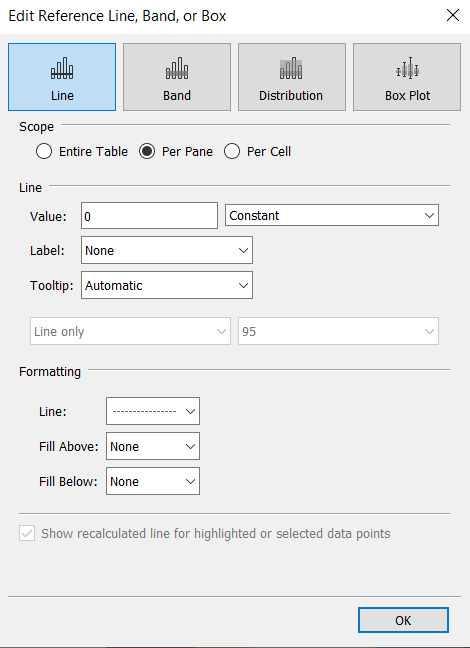 Edit Reference Line, Band, or Box
Line Band Distribution Box Plot
Scope
Entire Table Per Pane Per Cell
Line
Value: 0 Constant
Label: None
Tooltip: Automatic
Line only 95
Formatting
Line:
Fill Above: None
Fill Below: None
Show recalculated line for highlighted or selected data points
OK